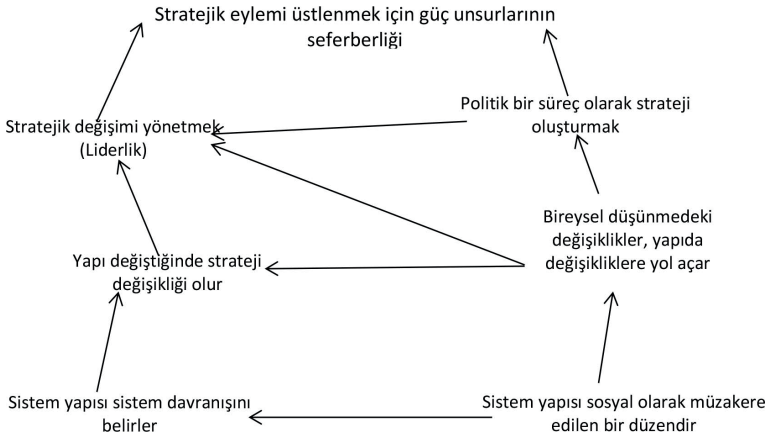 Stratejik eylemi üstlenmek için güç unsurlarının
seferberliği
Politik bir süreç olarak strateji
oluşturmak
Stratejik değişimi yönetmek
(Liderlik)
Bireysel düşünmedeki
değişiklikler, yapıda
değişikliklere yol açar
Yapı değiştiğinde strateji
değişikliği olur
Sistem yapısı sistem davranışını
belirler
Sistem yapısı sosyal olarak müzakere
edilen bir düzendir